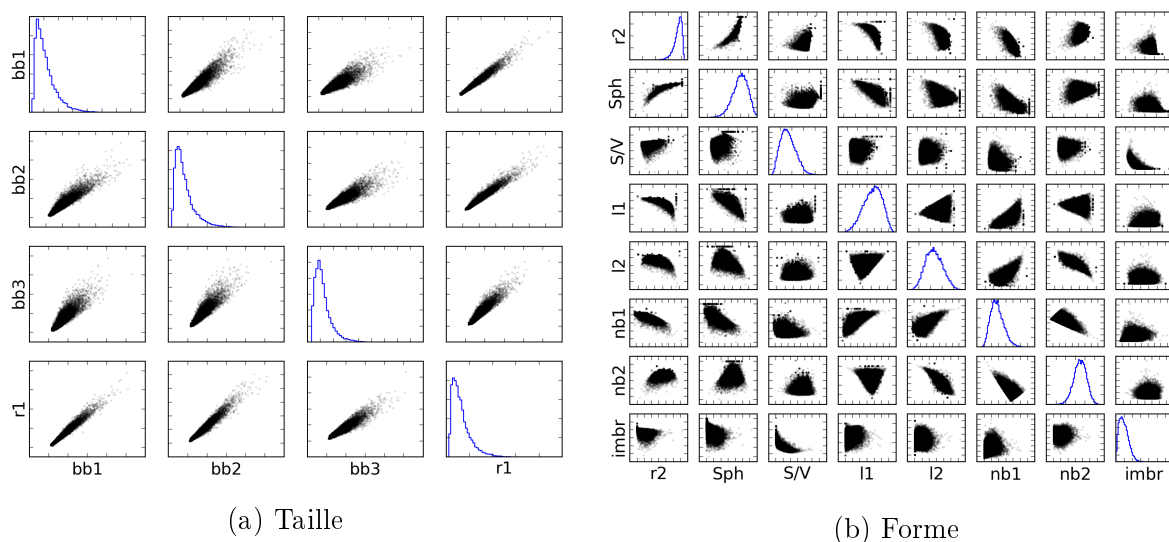 bb1
bb2
bb3
r1
bb1 bb2 bb3 r1
(a) Taille
r2
Sph
S/V
l1
l2
nb1
nb2
imbr
r2 Sph S/V l1 l2 nb1 nb2 imbr
(b) Forme